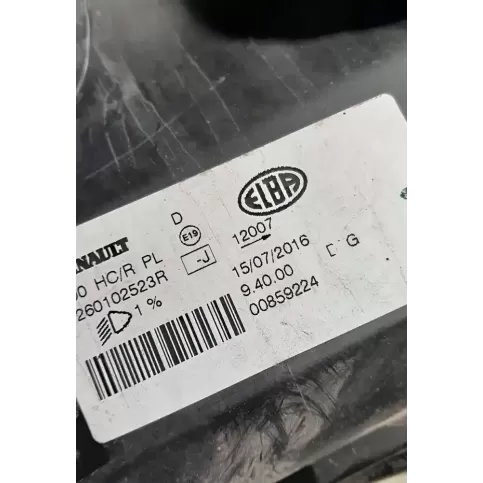 ELBA
NAULT
D
E19
12007
0 HC/R PL
-J
15/07/2016
D G
260102523R
9.40.00
1 %
00859224